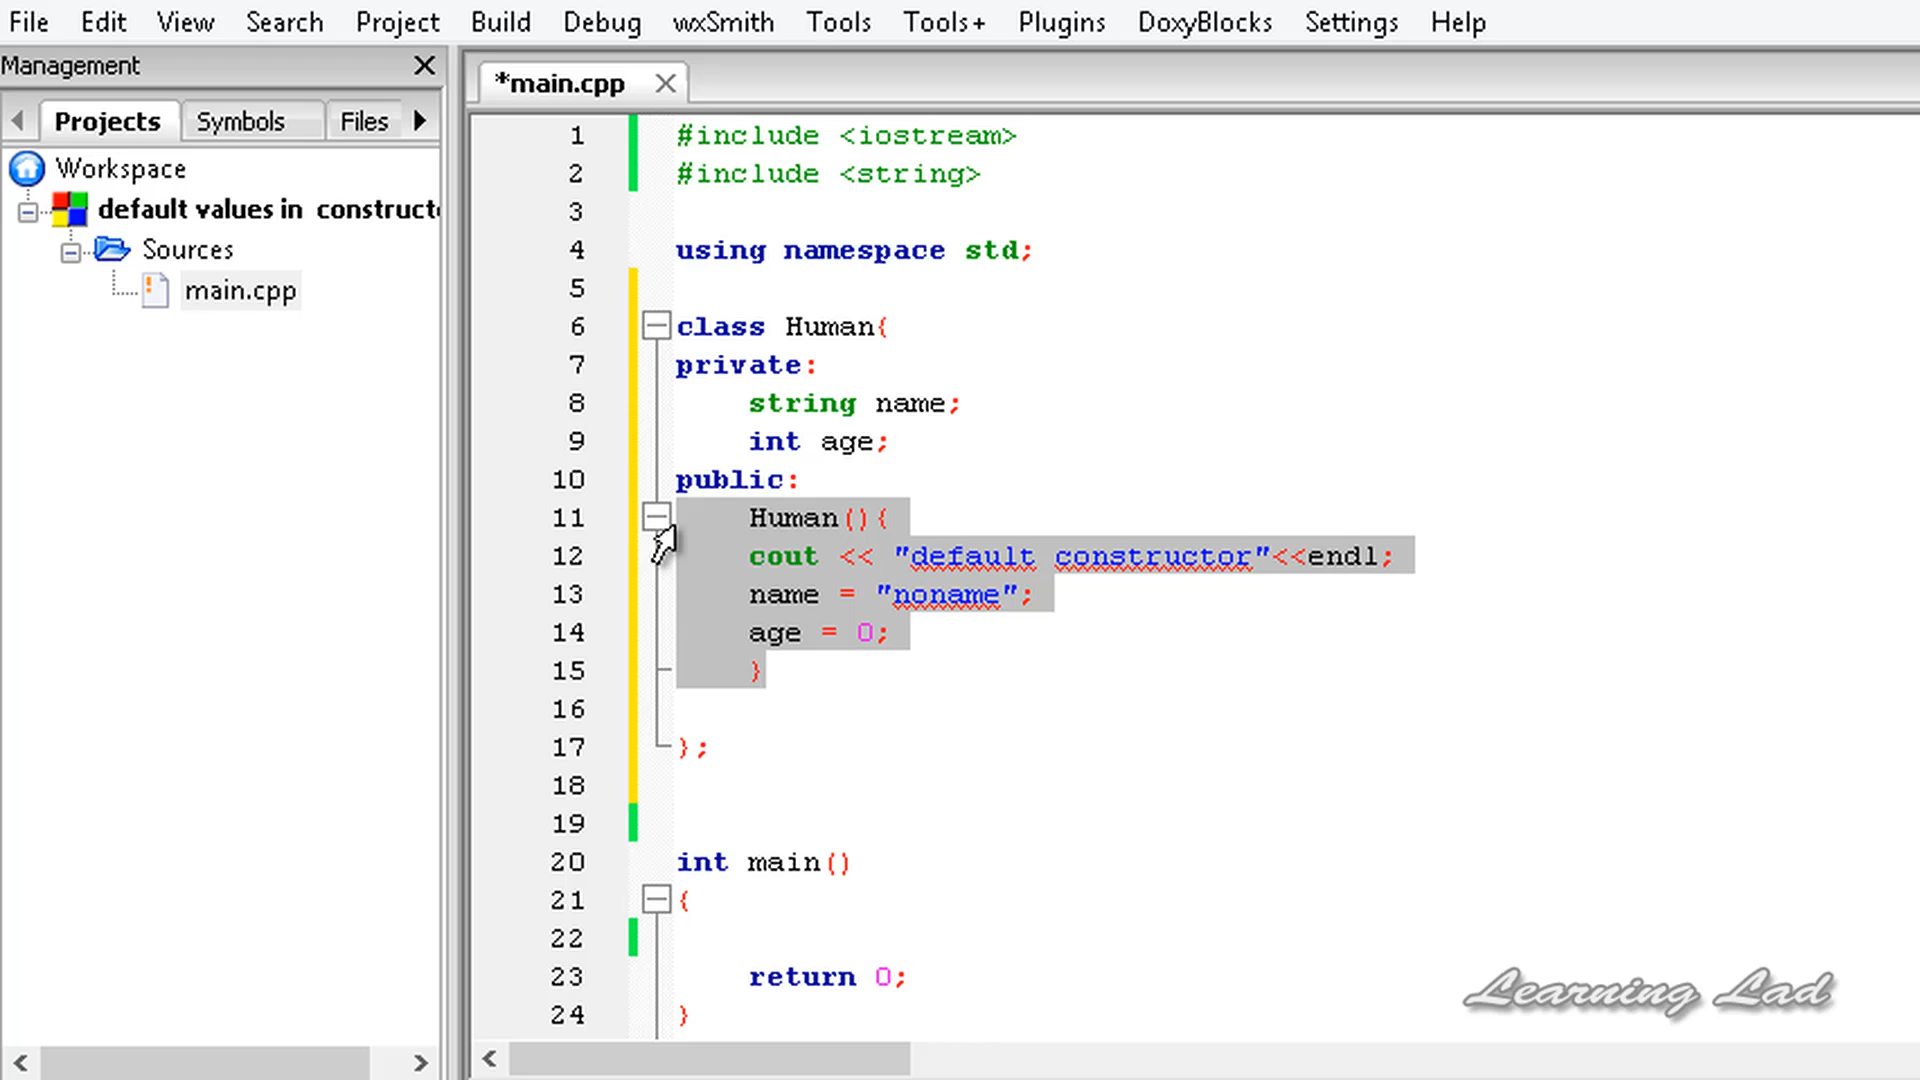 File Edit View Search Project Build Debug wxSmith Tools Tools+ Plugins DoxyBlocks Settings Help
Management
Projects Symbols Files
Workspace
default values in constructo
Sources
main.cpp
*main.cpp
1 #include <iostream>
2 #include <string>
3
4 using namespace std;
5
6 class Human{
7 private:
8 string name;
9 int age;
10 public:
11 Human(){
12 cout << "default constructor"<<endl;
13 name = "noname";
14 age = 0;
15 }
16
17 };
18
19
20 int main()
21 {
22
23 return 0;
24 }
Learning Lad